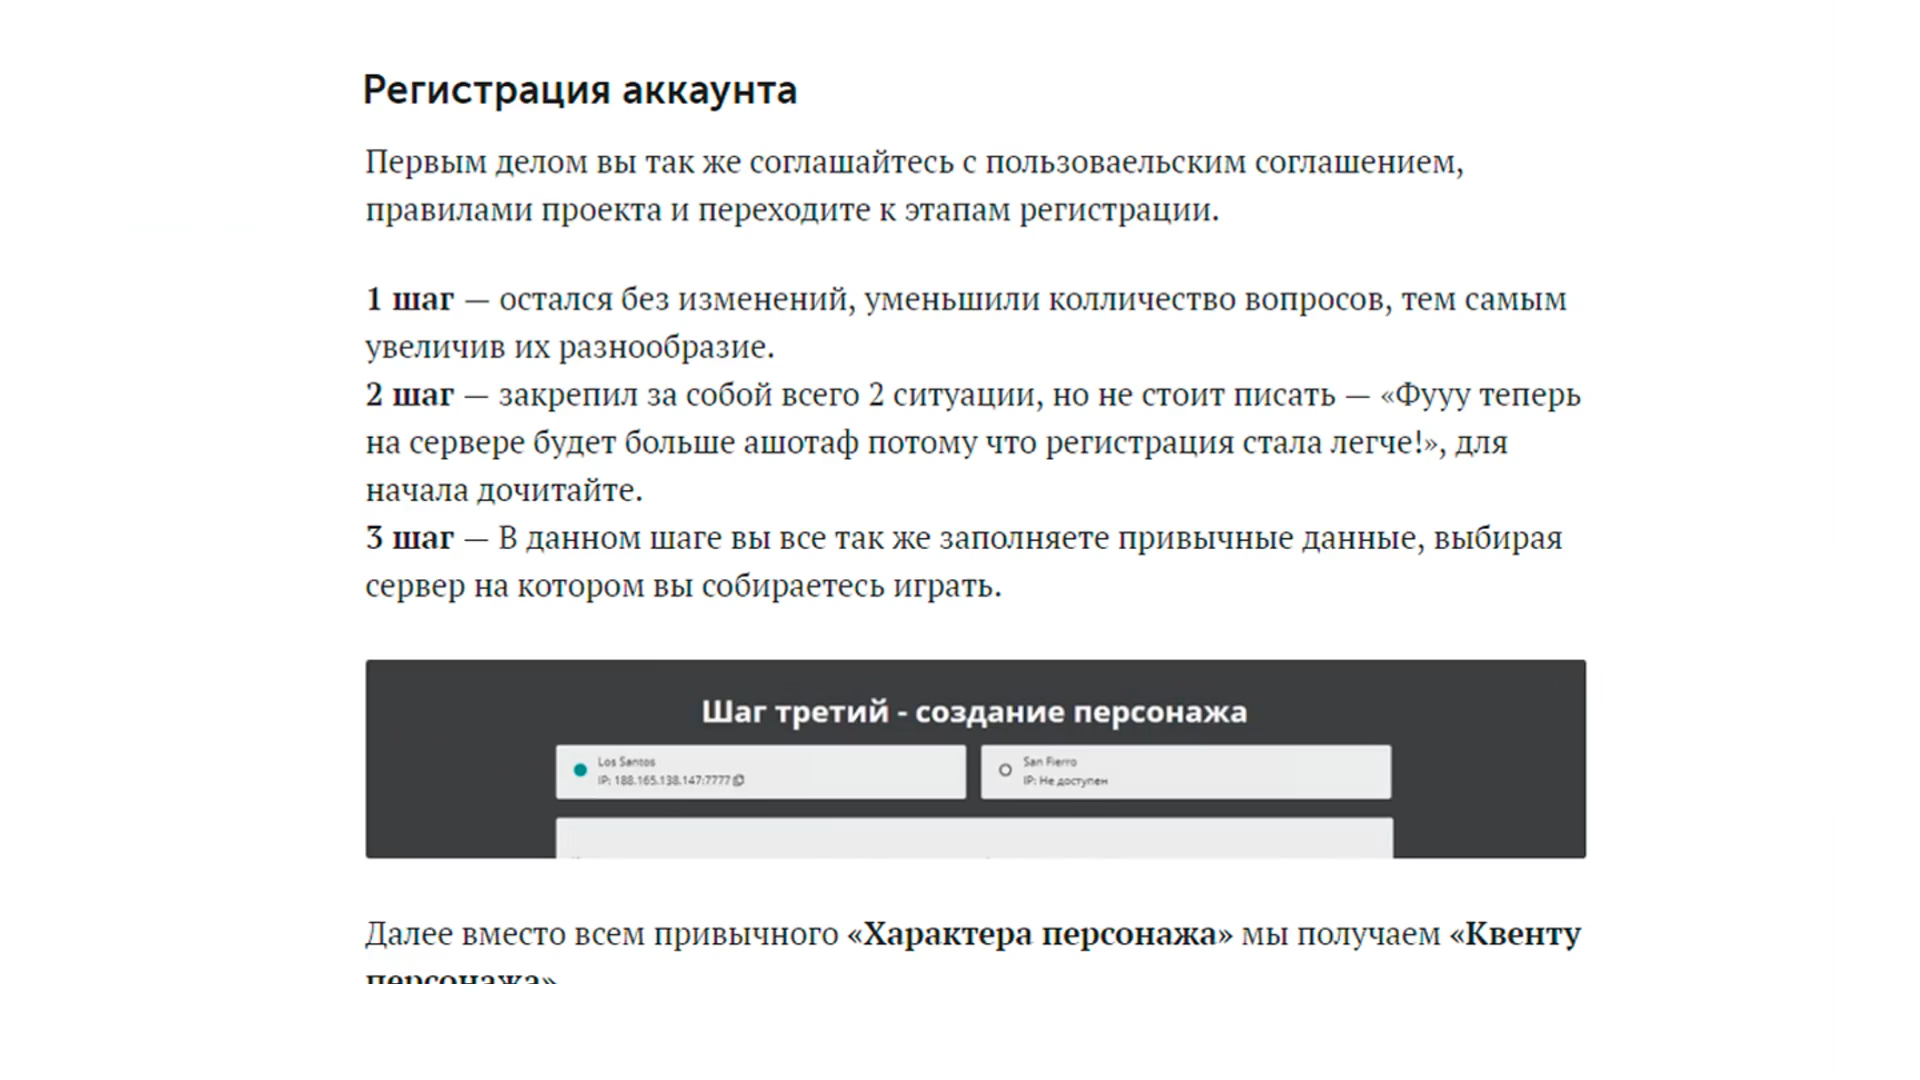 Регистрация аккаунта
Первым делом вы так же соглашайтесь с пользоваельским соглашением,
правилами проекта и переходите к этапам регистрации.
1 шаг — остался без изменений, уменьшили колличество вопросов, тем самым
увеличив их разнообразие.
2 шаг — закрепил за собой всего 2 ситуации, но не стоит писать — «Фууу теперь
на сервере будет больше ашотаф потому что регистрация стала легче!», для
начала дочитайте.
3 шаг — В данном шаге вы все так же заполняете привычные данные, выбирая
сервер на котором вы собираетесь играть.
Шаг третий - создание персонажа
Los Santos
IP: 188.165.138.147:7777
San Fierro
IP: Не доступен
Далее вместо всем привычного «Характера персонажа» мы получаем «Квенту
персонажа»